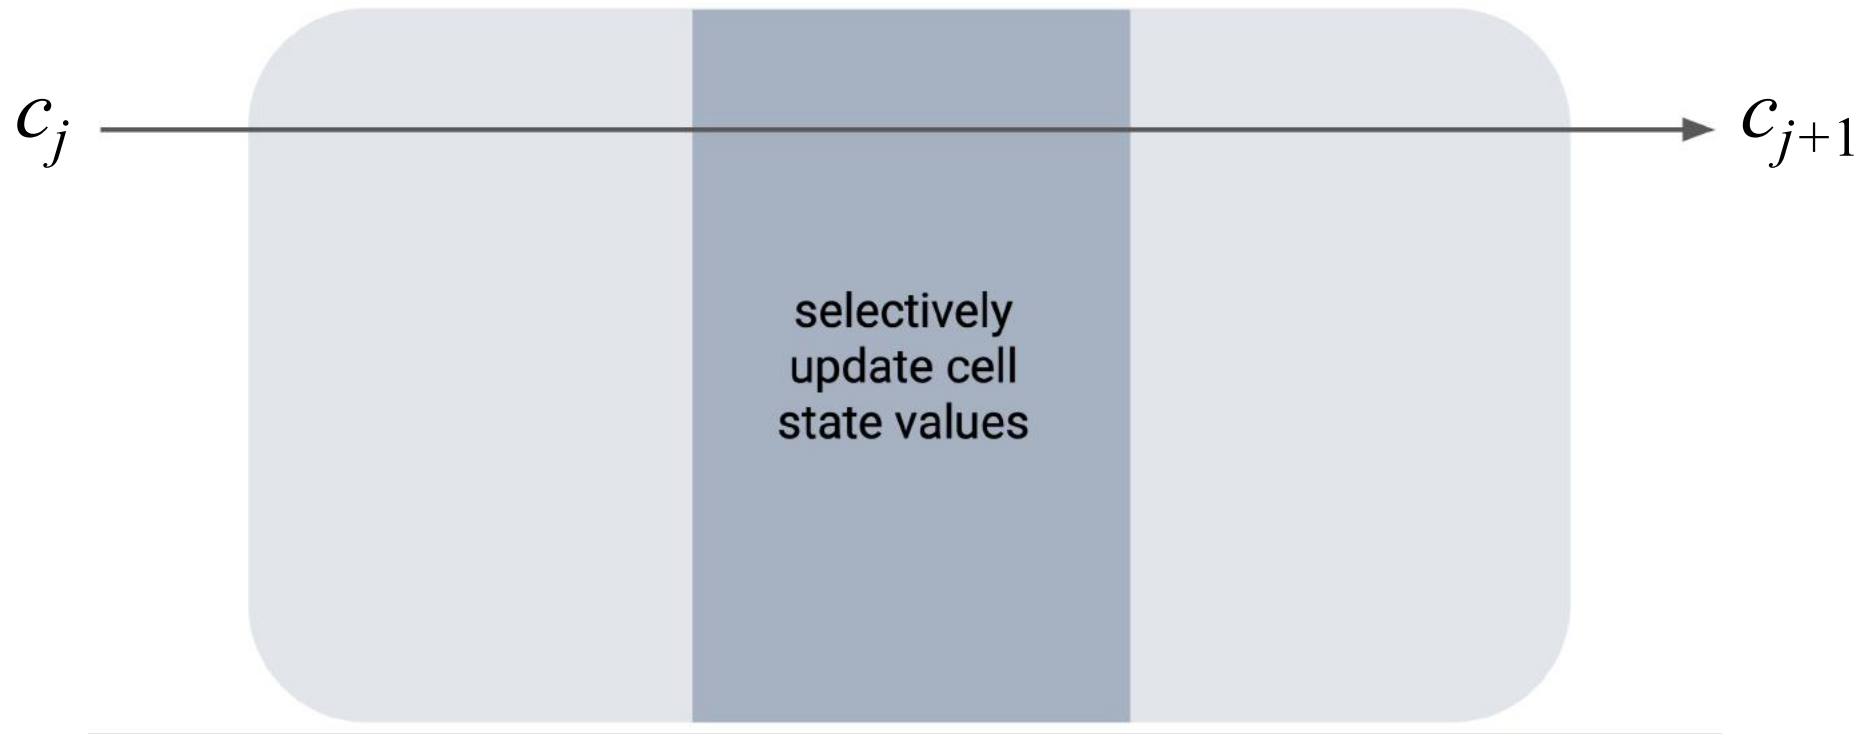 c_j
c_{j+1}
selectively
update cell
state values